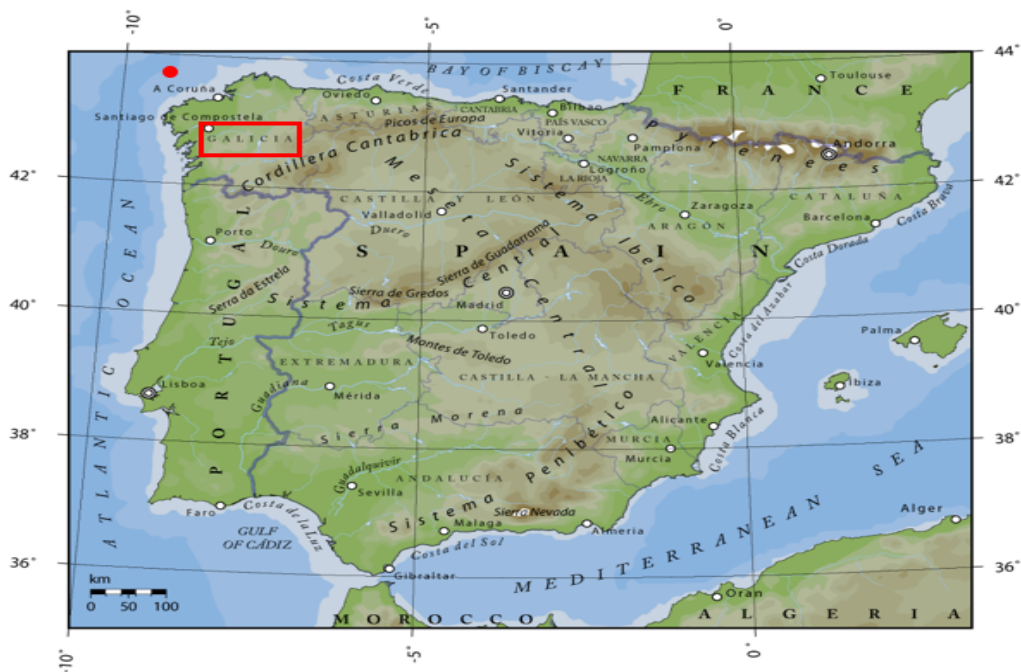 -10°
-5°
0°
44°
BAY OF BISCAY
Costa Verde
Toulouse
A Coruña
Oviedo
Santander
FRANCE
ASTURIAS
CANTABRIA
Bilbao
Santiago de Compostela
Picos de Europa
PAÍS VASCO
Vitoria
GALICIA
Cordillera Cantabrica
Pamplona
Pyrenees
Andorra
NAVARRA
Logroño
LA RIOJA
42°
42°
Meseta Central
Sistema Iberico
CASTILLA Y LEÓN
Ebro
Zaragoza
CATALUÑA
Costa Brava
Valladolid
Duero
ARAGÓN
Barcelona
Porto
Douro
SPAIN
Costa Dorada
Sierra de Guadarrama
ATLANTIC OCEAN
PORTUGAL
Serra da Estrela
Sierra de Gredos
Sistema Central
Madrid
40°
40°
Costa del Azahar
Tagus
Toledo
VALENCIA
Palma
Tejo
Montes de Toledo
Valencia
EXTREMADURA
CASTILLA - LA MANCHA
Lisboa
Guadiana
Mérida
Ibiza
38°
38°
Sierra Morena
Alicante
Costa Blanca
MURCIA
Murcia
Guadalquivir
ANDALUCÍA
Sistema Penibético
Sevilla
MEDITERRANEAN SEA
Faro
Costa de la Luz
Sierra Nevada
Malaga
Almeria
Alger
GULF
OF CÁDIZ
Costa del Sol
36°
36°
Gibraltar
km
0 50 100
Oran
MOROCCO
ALGERIA
-10°
-5°
0°